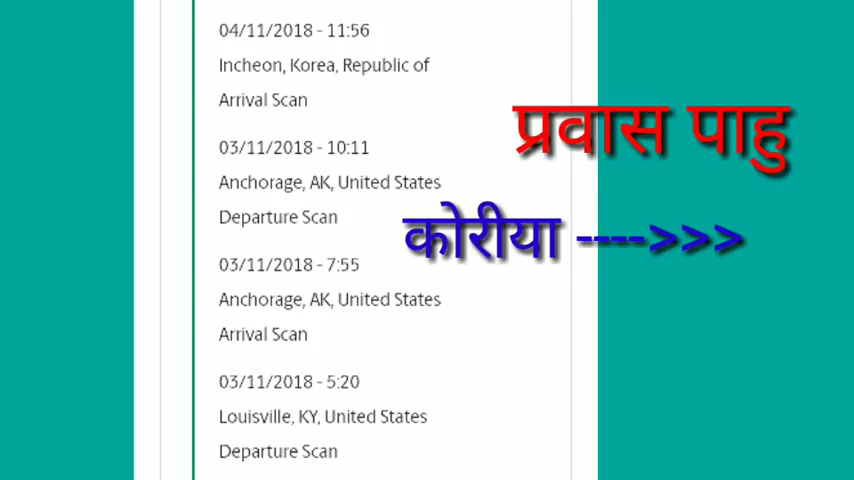 04/11/2018 - 11:56
Incheon, Korea, Republic of
Arrival Scan
प्रवास पाहु
03/11/2018 - 10:11
Anchorage, AK, United States
Departure Scan
कोरीया ---->>>
03/11/2018 - 7:55
Anchorage, AK, United States
Arrival Scan
03/11/2018 - 5:20
Louisville, KY, United States
Departure Scan